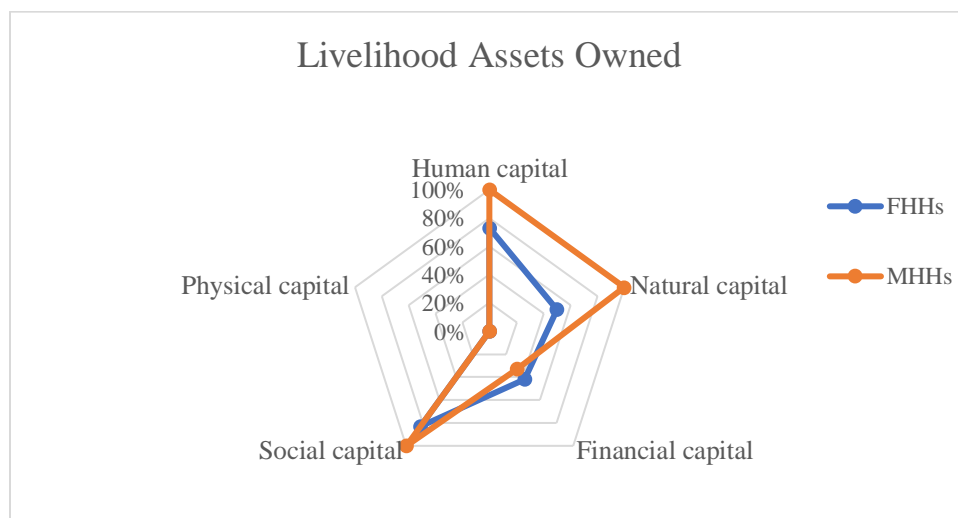 Livelihood Assets Owned
Human capital
100%
80%
60%
40%
20%
0%
Natural capital
Financial capital
Social capital
Physical capital
FHHs
MHHs